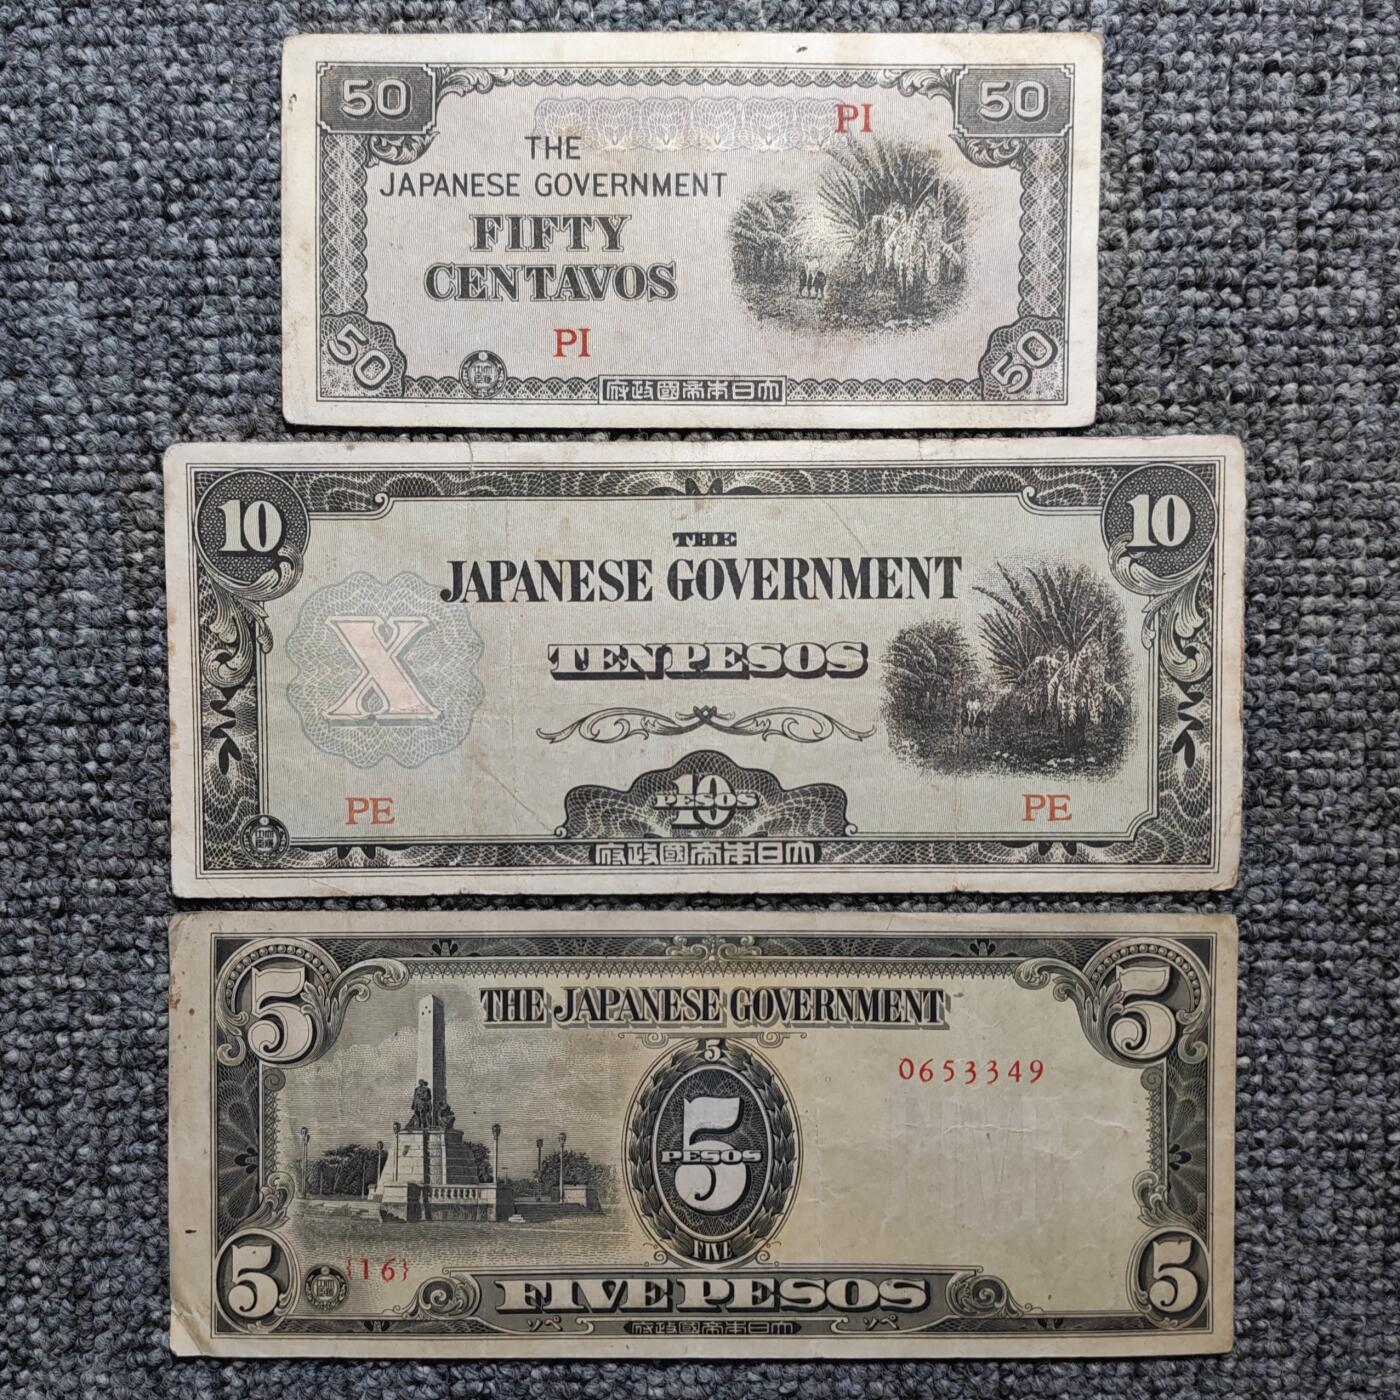 50
50
PI
THE
JAPANESE GOVERNMENT
FIFTY
CENTAVOS
PI
50
50
府政國帝本日大
10
10
THE
JAPANESE GOVERNMENT
X
TEN PESOS
10
PESOS
PE
PE
府政國帝本日大
5
5
THE JAPANESE GOVERNMENT
5
0653349
5
PESOS
FIVE
{16}
5
5
FIVE PESOS
府政國帝本日大